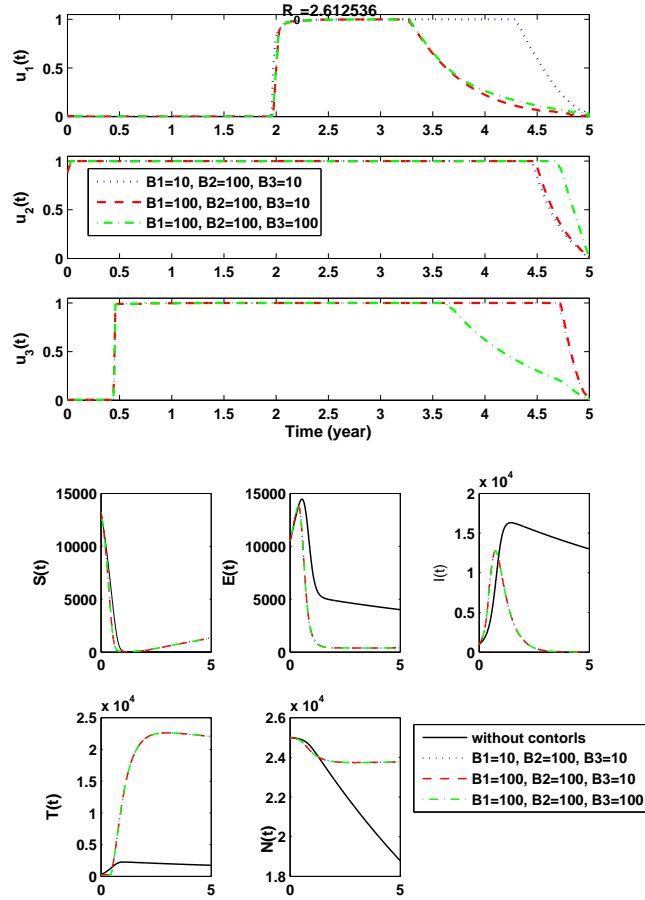 R0=2.612536
1
0.5
0
u1(t)
0 0.5 1 1.5 2 2.5 3 3.5 4 4.5 5
1
0.5
0
u2(t)
B1=10, B2=100, B3=10
B1=100, B2=100, B3=10
B1=100, B2=100, B3=100
0 0.5 1 1.5 2 2.5 3 3.5 4 4.5 5
1
0.5
0
u3(t)
0 0.5 1 1.5 2 2.5 3 3.5 4 4.5 5
Time (year)
15000
10000
5000
0
S(t)
0 5
15000
10000
5000
0
E(t)
0 5
x 10^4
2
1.5
1
0.5
0
I(t)
0 5
x 10^4
2.5
2
1.5
1
0.5
0
T(t)
0 5
x 10^4
2.6
2.4
2.2
2
1.8
N(t)
0 5
without contorls
B1=10, B2=100, B3=10
B1=100, B2=100, B3=10
B1=100, B2=100, B3=100